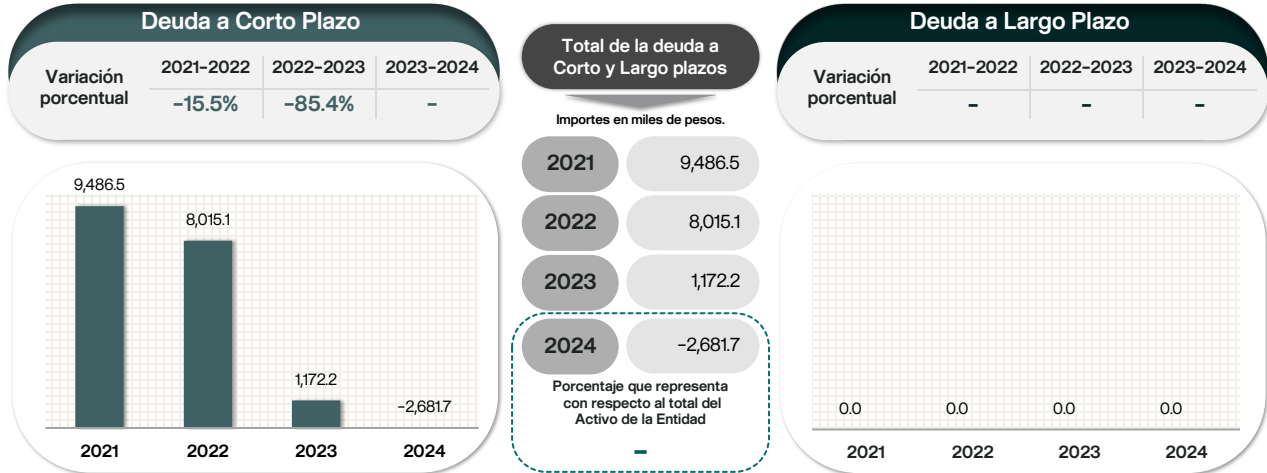 Deuda a Corto Plazo
Variación
porcentual
2021-2022 2022-2023 2023-2024
-15.5% -85.4% -
9,486.5
8,015.1
1,172.2
-2,681.7
2021 2022 2023 2024
Total de la deuda a
Corto y Largo plazos
Importes en miles de pesos.
2021 9,486.5
2022 8,015.1
2023 1,172.2
2024 -2,681.7
Porcentaje que representa
con respecto al total del
Activo de la Entidad
-
Deuda a Largo Plazo
Variación
porcentual
2021-2022 2022-2023 2023-2024
- - -
0.0 0.0 0.0 0.0
2021 2022 2023 2024